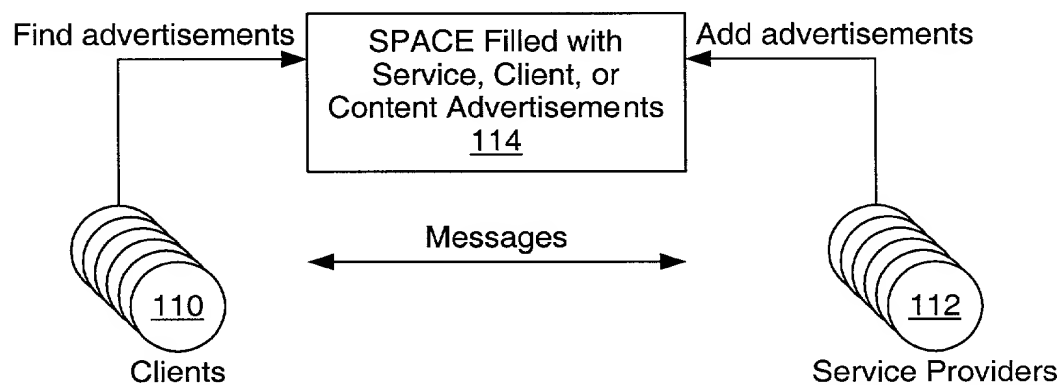 Find advertisements
SPACE Filled with
Service, Client, or
Content Advertisements
114
Add advertisements
Messages
110
112
Clients
Service Providers